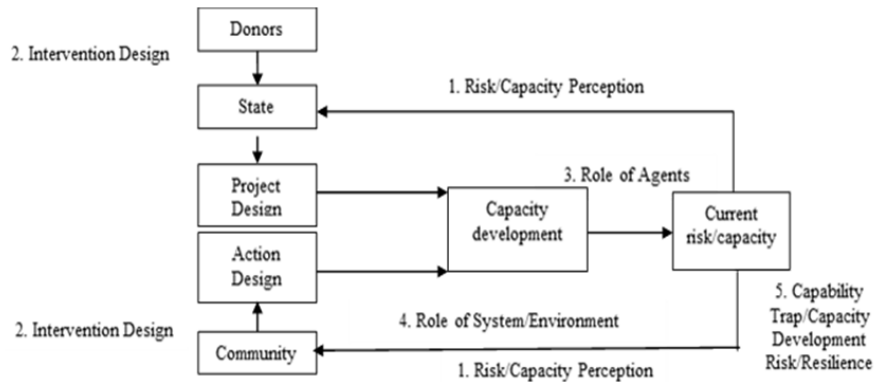 Donors
2. Intervention Design
1. Risk/Capacity Perception
State
3. Role of Agents
Project
Design
Capacity
development
Current
risk/capacity
Action
Design
5. Capability
Trap/Capacity
Development
Risk/Resilience
4. Role of System/Environment
2. Intervention Design
Community
1. Risk/Capacity Perception